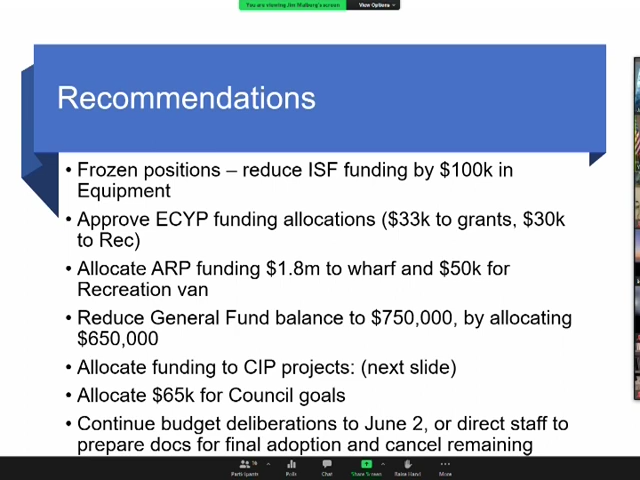 You are viewing Jim Malberg's screen View Options
Recommendations
• Frozen positions – reduce ISF funding by $100k in
Equipment
• Approve ECYP funding allocations ($33k to grants, $30k
to Rec)
• Allocate ARP funding $1.8m to wharf and $50k for
Recreation van
• Reduce General Fund balance to $750,000, by allocating
$650,000
• Allocate funding to CIP projects: (next slide)
• Allocate $65k for Council goals
• Continue budget deliberations to June 2, or direct staff to
prepare docs for final adoption and cancel remaining
Participants Polls Chat Share Screen Raise Hand More